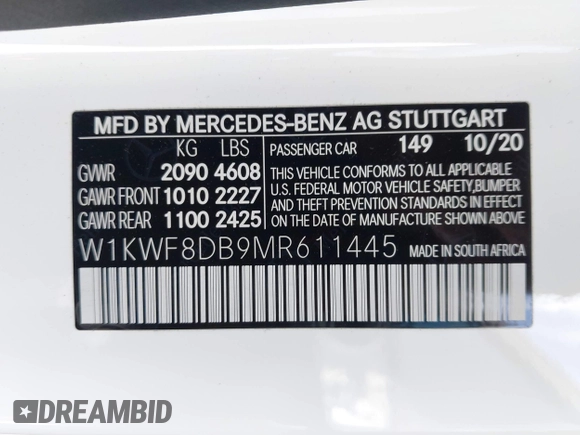 MFD BY MERCEDES-BENZ AG STUTTGART
KG LBS
GVWR 2090 4608
GAWR FRONT 1010 2227
GAWR REAR 1100 2425
PASSENGER CAR 149 10/20
THIS VEHICLE CONFORMS TO ALL APPLICABLE
U.S. FEDERAL MOTOR VEHICLE SAFETY,BUMPER,
AND THEFT PREVENTION STANDARDS IN EFFECT
ON THE DATE OF MANUFACTURE SHOWN ABOVE.
W1KWF8DB9MR611445 MADE IN SOUTH AFRICA
DREAMBID